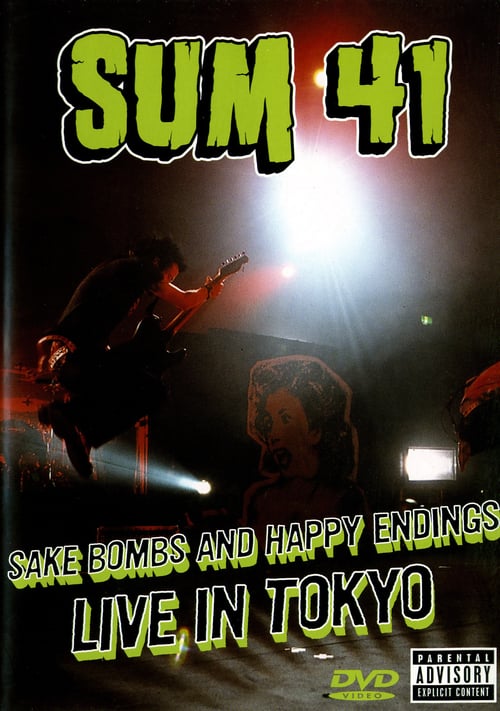 SUM 41
SAKE BOMBS AND HAPPY ENDINGS
LIVE IN TOKYO
DVD
VIDEO
PARENTAL
ADVISORY
EXPLICIT CONTENT